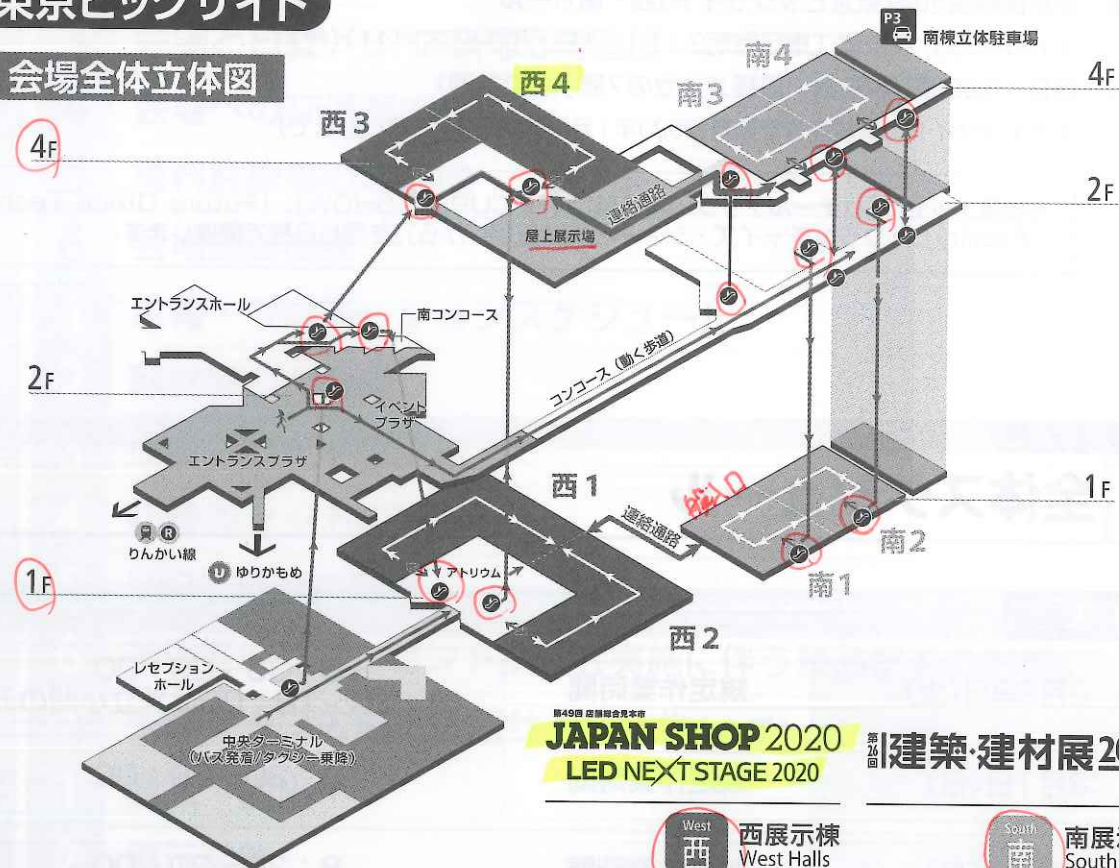 東京ビッグサイト
会場全体立体図
P3
南棟立体駐車場
南4
4F
西4
南3
西3
4F
2F
連絡通路
屋上展示場
エントランスホール
南コンコース
2F
コンコース(動く歩道)
イベント
プラザ
エントランスプラザ
西1
1F
連絡通路
R
りんかい線
U ゆりかもめ
南2
1F
アトリウム
南1
西2
レセプション
ホール
中央ターミナル
(バス発着/タクシー乗降)
第49回 店舗総合見本市
JAPAN SHOP 2020
LED NEXT STAGE 2020
第26回 建築・建材展
West
西
西展示棟
West Halls
South
南
South